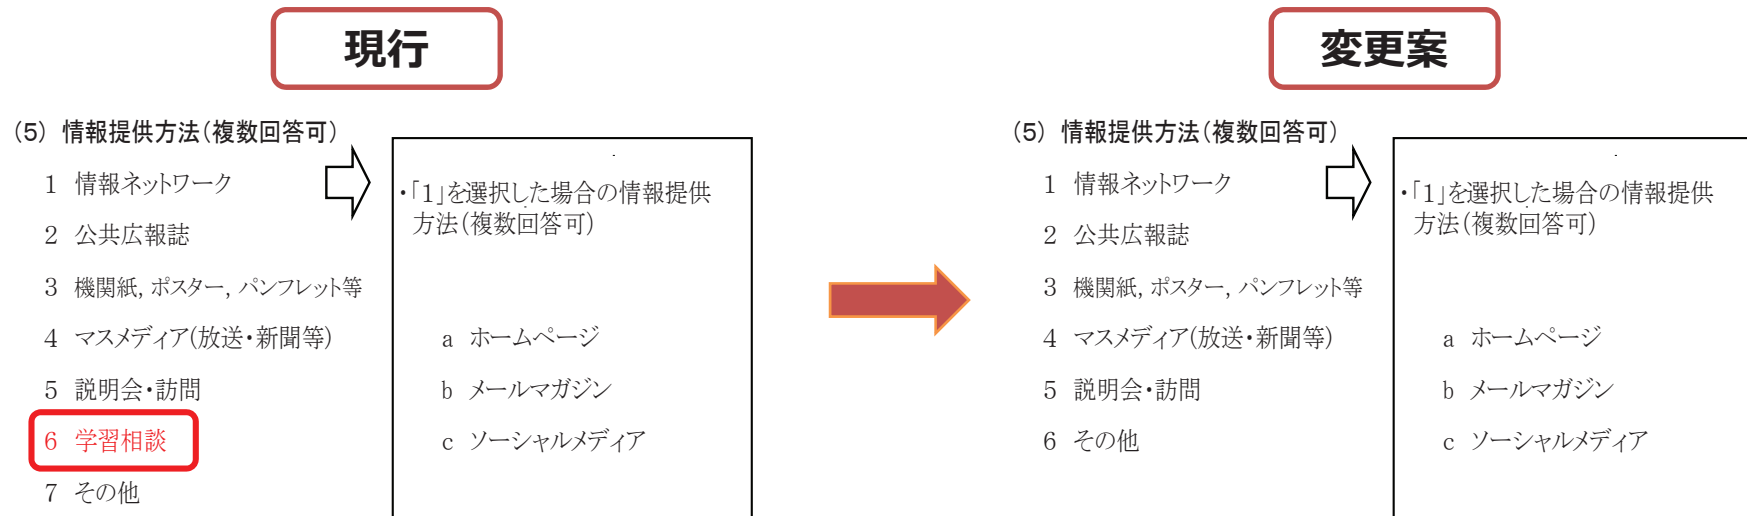 現行
(5) 情報提供方法(複数回答可)
1 情報ネットワーク
2 公共広報誌
3 機関紙, ポスター, パンフレット等
4 マスメディア(放送・新聞等)
5 説明会・訪問
6 学習相談
7 その他
・「1」を選択した場合の情報提供
方法(複数回答可)
a ホームページ
b メールマガジン
c ソーシャルメディア
変更案
(5) 情報提供方法(複数回答可)
1 情報ネットワーク
2 公共広報誌
3 機関紙, ポスター, パンフレット等
4 マスメディア(放送・新聞等)
5 説明会・訪問
6 その他
・「1」を選択した場合の情報提供
方法(複数回答可)
a ホームページ
b メールマガジン
c ソーシャルメディア